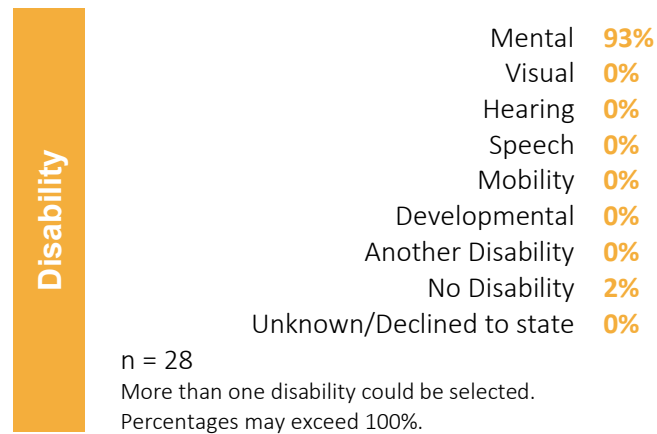 Disability
Mental 93%
Visual 0%
Hearing 0%
Speech 0%
Mobility 0%
Developmental 0%
Another Disability 0%
No Disability 2%
Unknown/Declined to state 0%
n = 28
More than one disability could be selected.
Percentages may exceed 100%.